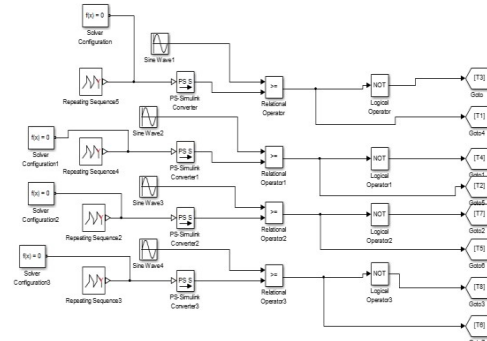 f(x) = 0
Solver
Configuration
Sine Wave1
Repeating Sequence5
PS S
PS-Simulink
Converter
>=
Relational
Operator
NOT
Logical
Operator
[T3]
Goto
[T1]
Goto4
f(x) = 0
Solver
Configuration1
Sine Wave2
Repeating Sequence4
PS S
PS-Simulink
Converter1
>=
Relational
Operator1
NOT
Logical
Operator1
[T4]
Goto1
[T2]
Goto5
f(x) = 0
Solver
Configuration2
Sine Wave3
Repeating Sequence2
PS S
PS-Simulink
Converter2
>=
Relational
Operator2
NOT
Logical
Operator2
[T7]
Goto2
[T5]
Goto6
f(x) = 0
Solver
Configuration3
Sine Wave4
Repeating Sequence3
PS S
PS-Simulink
Converter3
>=
Relational
Operator3
NOT
Logical
Operator3
[T8]
Goto3
[T6]